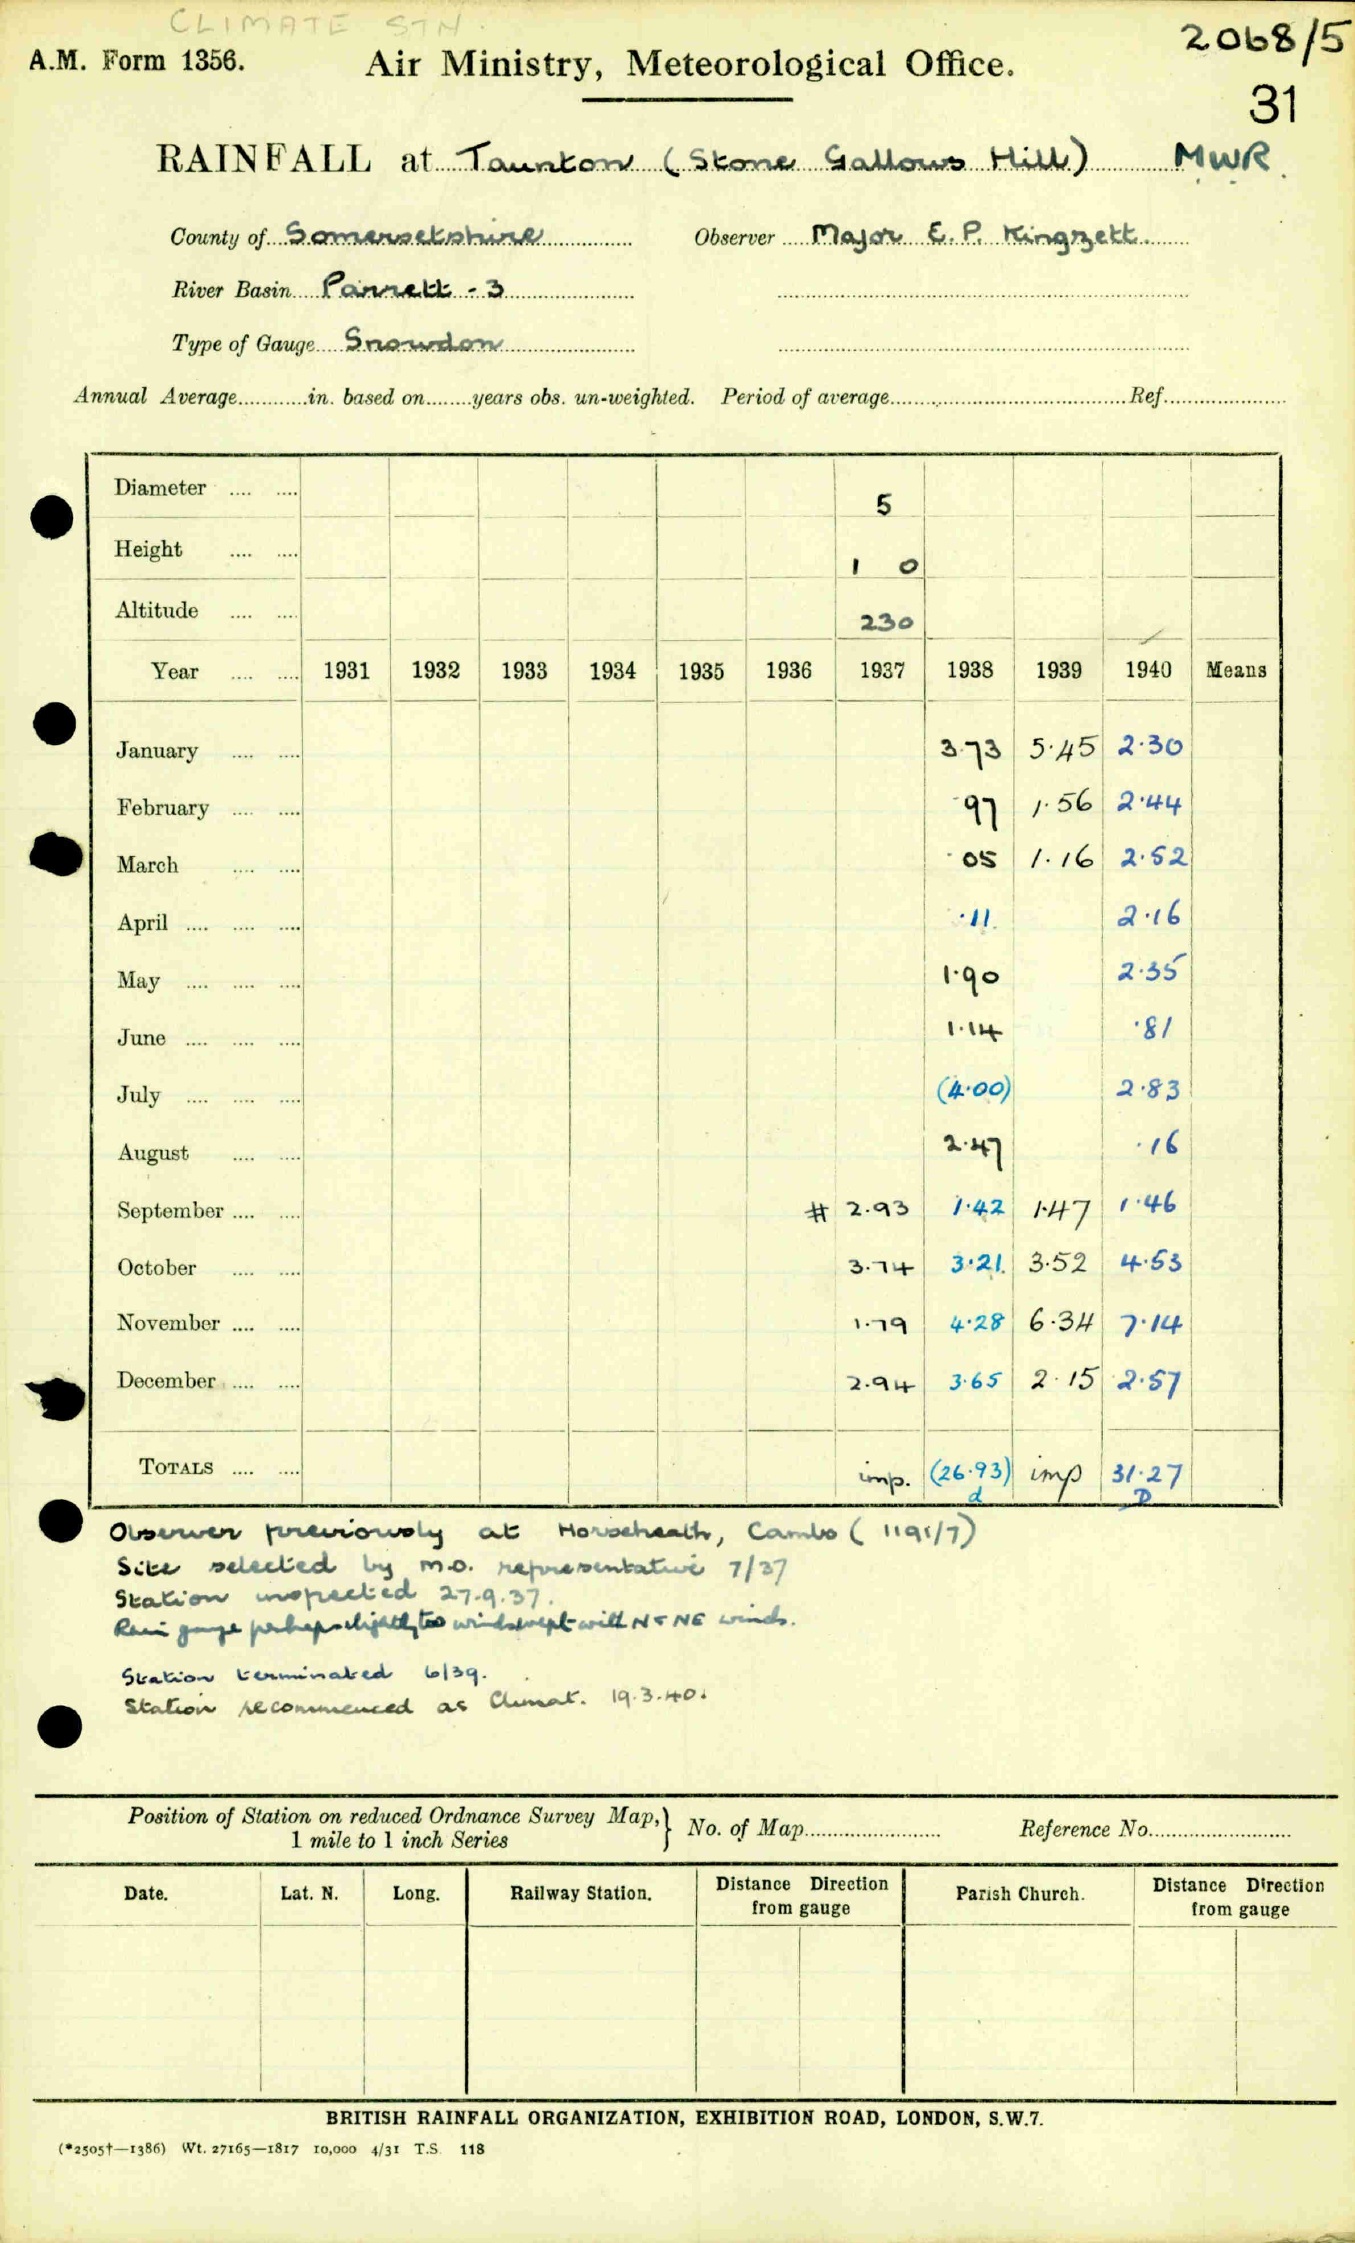 CLIMATE STN.
2068/5
A.M. Form 1356. Air Ministry, Meteorological Office.
31
RAINFALL at Taunton (Stone Gallows Hill) MWR.
County of Somersetshire Observer Major E. P. Kingzett.
River Basin Parrett - 3
Type of Gauge Snowdon
Annual Average in. based on years obs. un-weighted. Period of average Ref.
Diameter 5
Height 1 0
Altitude 230
Year 1931 1932 1933 1934 1935 1936 1937 1938 1939 1940 Means
January 3.73 5.45 2.30
February .97 1.56 2.44
March .05 1.16 2.52
April .11 2.16
May 1.90 2.35
June 1.14 .81
July (4.00) 2.83
August 2.47 .16
September # 2.93 1.42 1.47 1.46
October 3.74 3.21 3.52 4.53
November 1.79 4.28 6.34 7.14
December 2.94 3.65 2.15 2.57
TOTALS imp. (26.93) imp 31.27
d D
Observer previously at Horseheath, Cambs (1191/7)
Site selected by M.O. representative 7/37
Station inspected 27.9.37.
Rain gauge perhaps slightly too windswept with N & NE winds.
Station terminated 6/39.
Station recommenced as Climat. 19.3.40.
Position of Station on reduced Ordnance Survey Map, } No. of Map Reference No.
1 mile to 1 inch Series
Date. Lat. N. Long. Railway Station. Distance Direction from gauge Parish Church. Distance Direction from gauge
BRITISH RAINFALL ORGANIZATION, EXHIBITION ROAD, LONDON, S.W.7.
(*2505†—1386) Wt. 27165—1817 10,000 4/31 T.S. 118